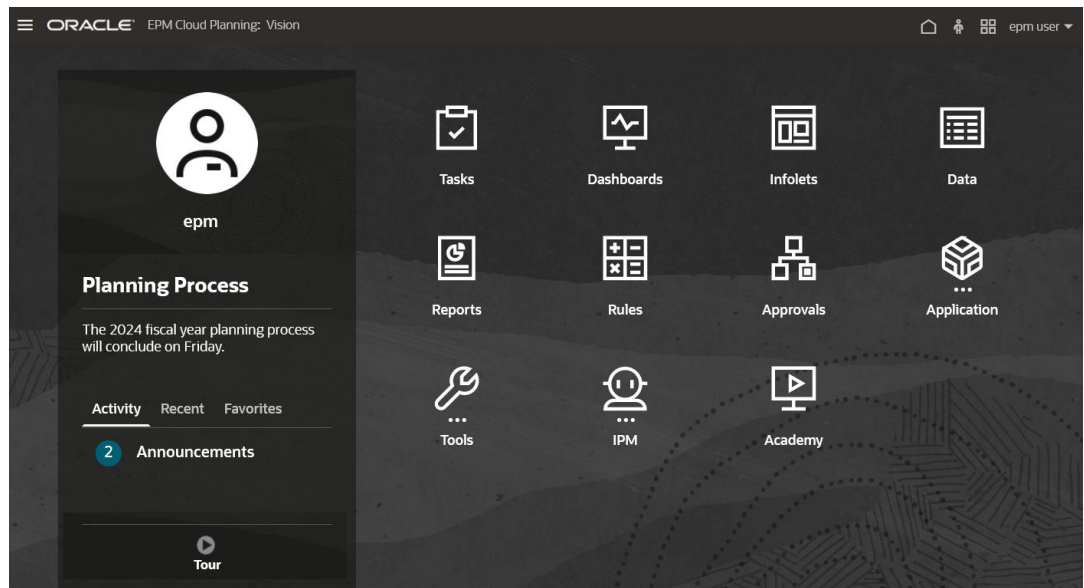 ORACLE® EPM Cloud Planning: Vision
epm user
epm
Planning Process
The 2024 fiscal year planning process
will conclude on Friday.
Activity Recent Favorites
2 Announcements
Tour
Tasks Dashboards Infolets Data
Reports Rules Approvals Application
Tools IPM Academy